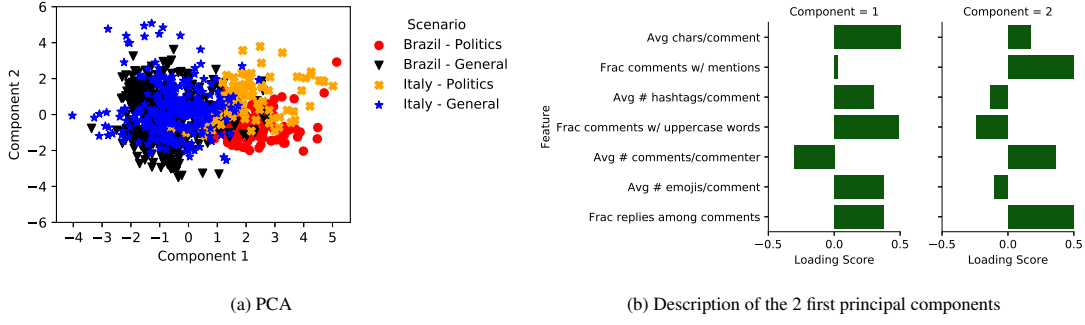 6
4
2
0
−2
−4
−6
Component 2
−4 −3 −2 −1 0 1 2 3 4 5
Component 1
Scenario
Brazil - Politics
Brazil - General
Italy - Politics
Italy - General
(a) PCA
Component = 1
Component = 2
Feature
Avg chars/comment
Frac comments w/ mentions
Avg # hashtags/comment
Frac comments w/ uppercase words
Avg # comments/commenter
Avg # emojis/comment
Frac replies among comments
−0.5 0.0 0.5
−0.5 0.0 0.5
Loading Score
Loading Score
(b) Description of the 2 first principal components